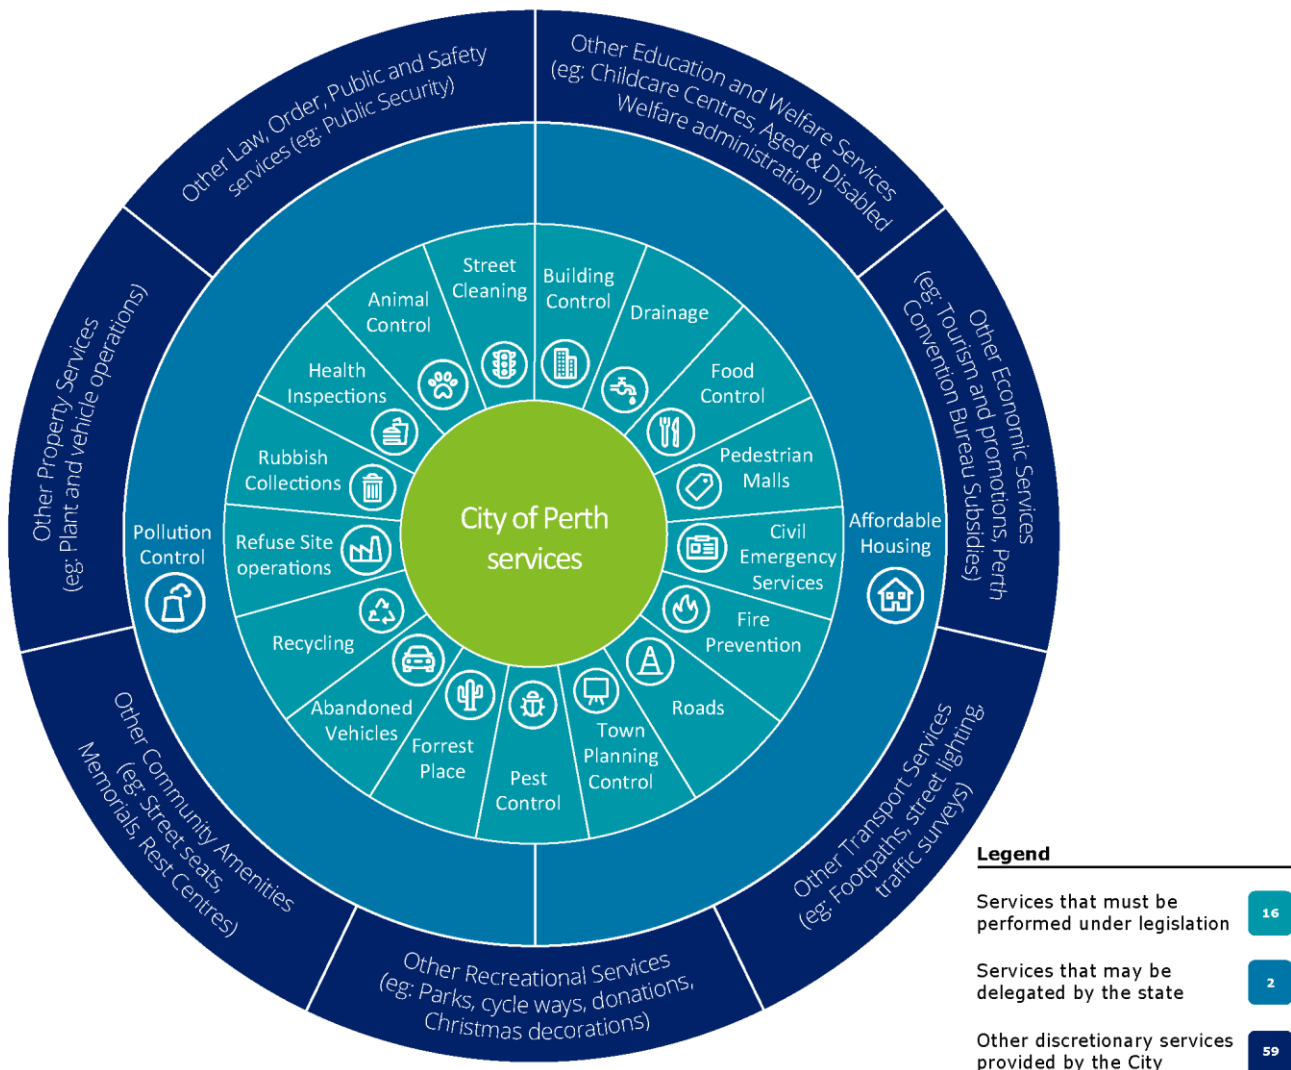 Other Law, Order, Public and Safety
services (eg: Public Security)
Other Education and Welfare Services
(eg: Childcare Centres, Aged & Disabled
Welfare administration)
Other Economic Services
(eg: Tourism and promotions, Perth
Convention Bureau Subsidies)
Other Transport Services
(eg: Footpaths, street lighting,
traffic surveys)
Other Recreational Services
(eg: Parks, cycle ways, donations,
Christmas decorations)
Other Community Amenities
(eg: Street seats,
Memorials, Rest Centres)
Other Property Services
(eg: Plant and vehicle operations)
Pollution
Control
Affordable
Housing
Street
Cleaning
Building
Control
Drainage
Food
Control
Pedestrian
Malls
Civil
Emergency
Services
Fire
Prevention
Roads
Town
Planning
Control
Pest
Control
Forrest
Place
Abandoned
Vehicles
Recycling
Refuse Site
operations
Rubbish
Collections
Health
Inspections
Animal
Control
City of Perth
services
Legend
Services that must be
performed under legislation
16
Services that may be
delegated by the state
2
Other discretionary services
provided by the City
59